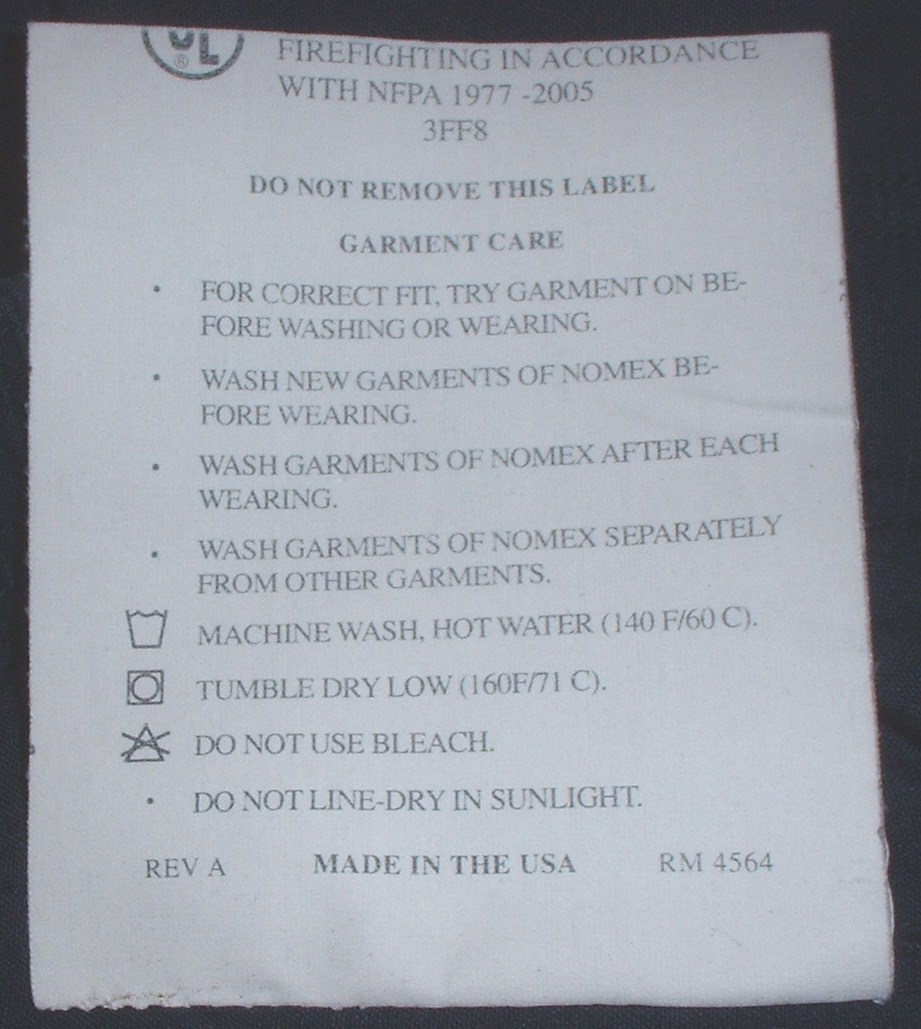 UL
®
FIREFIGHTING IN ACCORDANCE
WITH NFPA 1977 -2005
3FF8
DO NOT REMOVE THIS LABEL
GARMENT CARE
• FOR CORRECT FIT, TRY GARMENT ON BE-
FORE WASHING OR WEARING.
• WASH NEW GARMENTS OF NOMEX BE-
FORE WEARING.
• WASH GARMENTS OF NOMEX AFTER EACH
WEARING.
• WASH GARMENTS OF NOMEX SEPARATELY
FROM OTHER GARMENTS.
MACHINE WASH, HOT WATER (140 F/60 C).
TUMBLE DRY LOW (160F/71 C).
DO NOT USE BLEACH.
• DO NOT LINE-DRY IN SUNLIGHT.
REV A MADE IN THE USA RM 4564